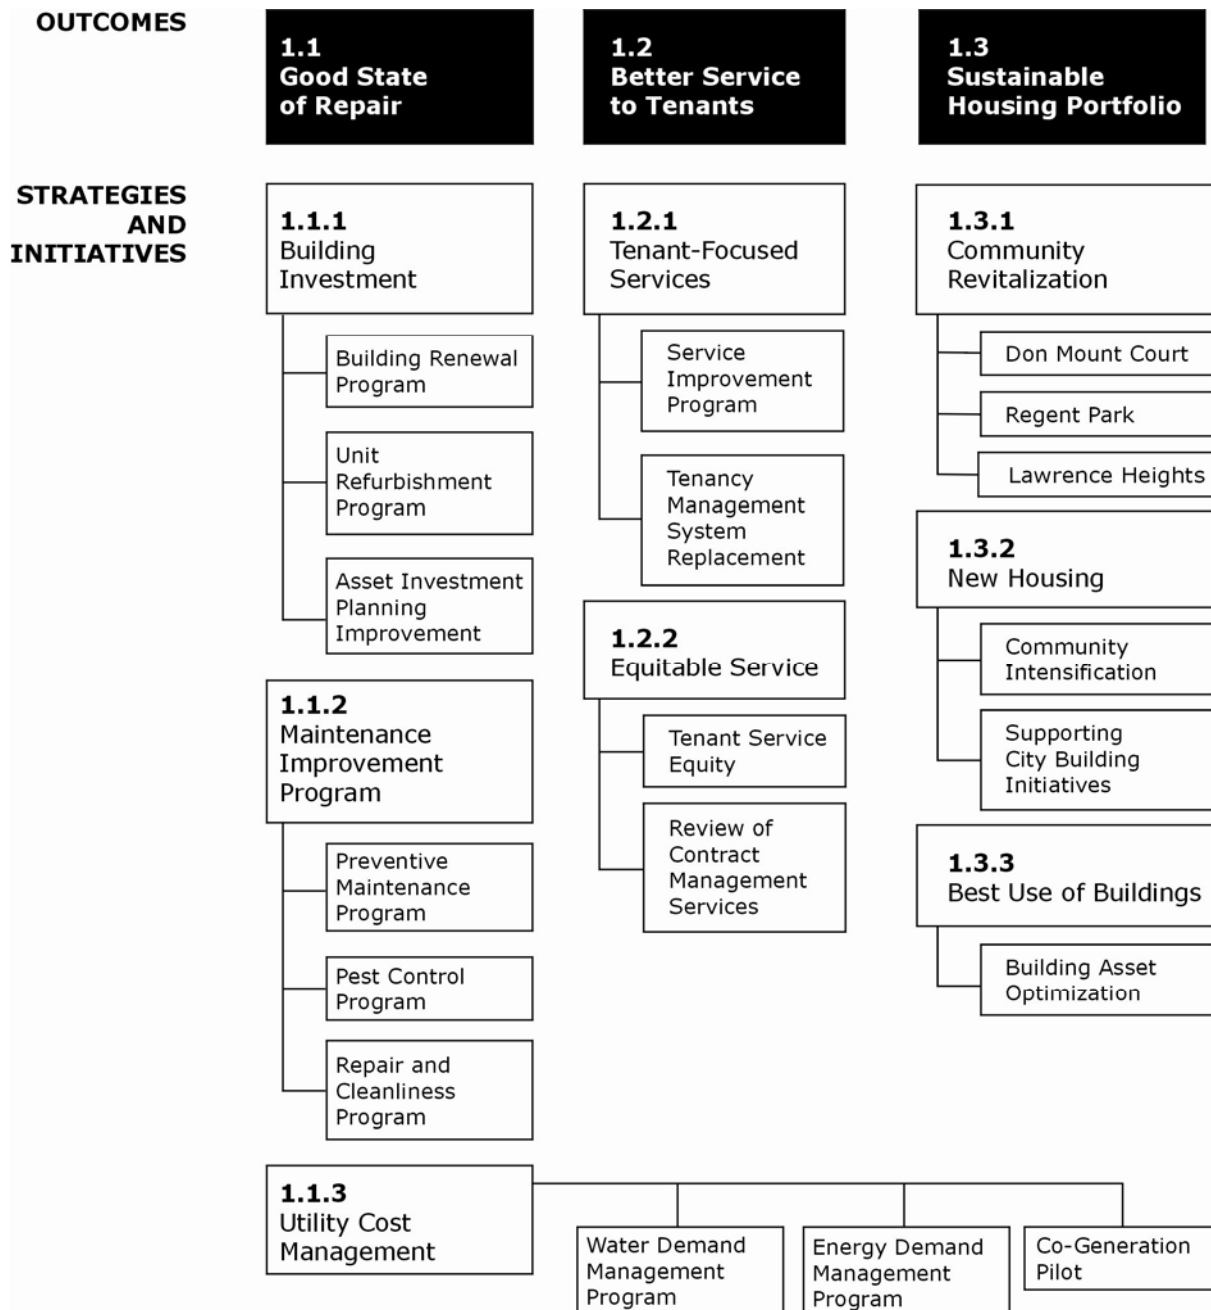 OUTCOMES
1.1
Good State
of Repair
1.2
Better Service
to Tenants
1.3
Sustainable
Housing Portfolio
STRATEGIES
AND
INITIATIVES
1.1.1
Building
Investment
Building Renewal
Program
Unit
Refurbishment
Program
Asset Investment
Planning
Improvement
1.1.2
Maintenance
Improvement
Program
Preventive
Maintenance
Program
Pest Control
Program
Repair and
Cleanliness
Program
1.1.3
Utility Cost
Management
Water Demand
Management
Program
Energy Demand
Management
Program
Co-Generation
Pilot
1.2.1
Tenant-Focused
Services
Service
Improvement
Program
Tenancy
Management
System
Replacement
1.2.2
Equitable Service
Tenant Service
Equity
Review of
Contract
Management
Services
1.3.1
Community
Revitalization
Don Mount Court
Regent Park
Lawrence Heights
1.3.2
New Housing
Community
Intensification
Supporting
City Building
Initiatives
1.3.3
Best Use of Buildings
Building Asset
Optimization